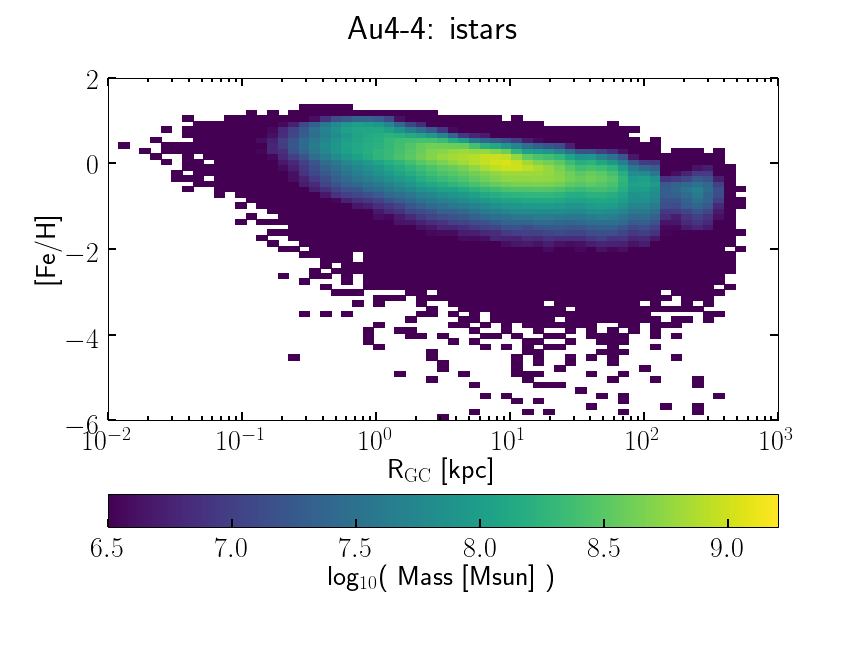 Au4-4: istars
2
0
−2
−4
−6
[Fe/H]
10⁻² 10⁻¹ 10⁰ 10¹ 10² 10³
R_GC [kpc]
6.5 7.0 7.5 8.0 8.5 9.0
log₁₀( Mass [Msun] )